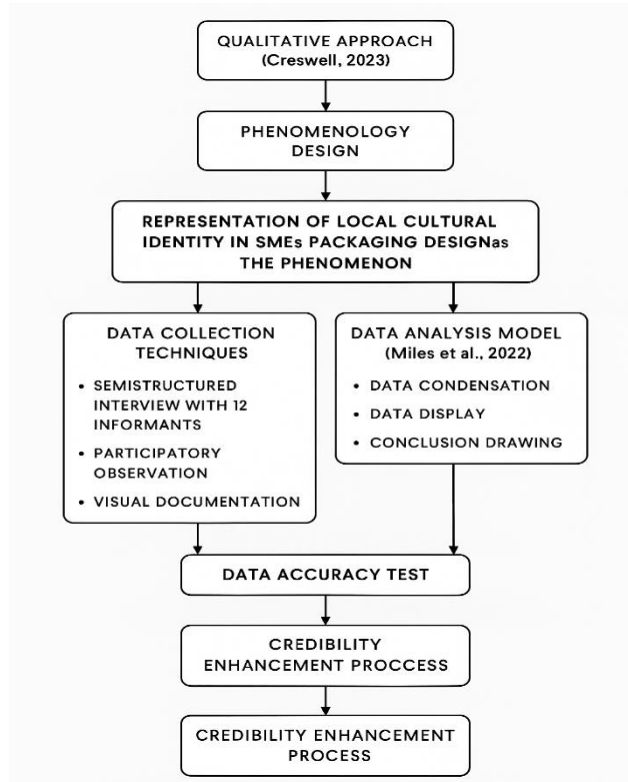 QUALITATIVE APPROACH
(Creswell, 2023)
PHENOMENOLOGY
DESIGN
REPRESENTATION OF LOCAL CULTURAL
IDENTITY IN SMEs PACKAGING DESIGNas
THE PHENOMENON
DATA COLLECTION
TECHNIQUES
• SEMISTRUCTURED
INTERVIEW WITH 12
INFORMANTS
• PARTICIPATORY
OBSERVATION
• VISUAL DOCUMENTATION
DATA ANALYSIS MODEL
(Miles et al., 2022)
• DATA CONDENSATION
• DATA DISPLAY
• CONCLUSION DRAWING
DATA ACCURACY TEST
CREDIBILITY
ENHANCEMENT PROCCESS
CREDIBILITY ENHANCEMENT
PROCESS